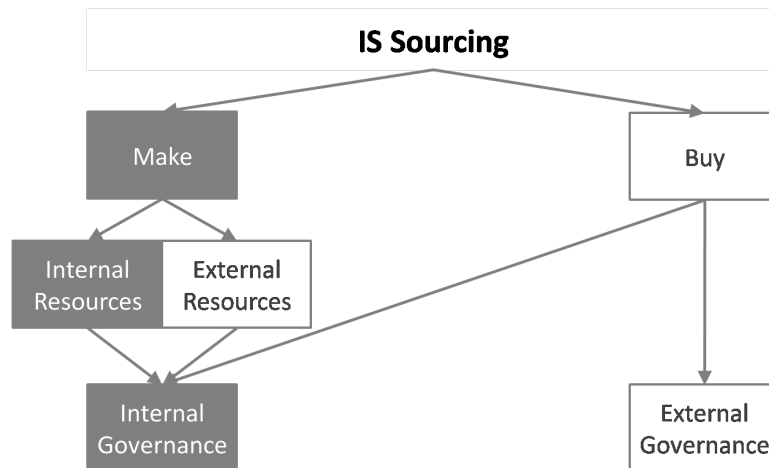 IS Sourcing
Make
Buy
Internal
Resources
External
Resources
Internal
Governance
External
Governance